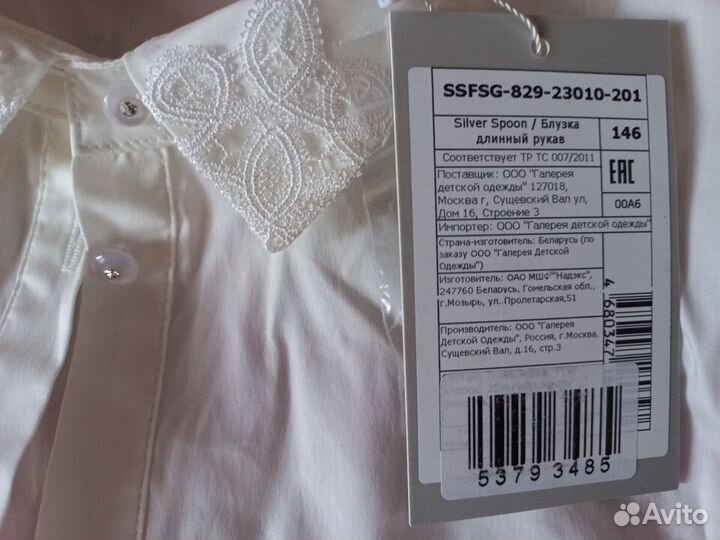 SSFSG-829-23010-201
Silver Spoon / Блузка
длинный рукав
146
Соответствует ТР ТС 007/2011
EAC
Поставщик: ООО "Галерея
детской одежды" 127018,
Москва г, Сущевский Вал ул,
Дом 16, Строение 3
00А6
Импортер: ООО "Галерея детской одежды"
Страна-изготовитель: Беларусь (по
заказу ООО "Галерея Детской
Одежды")
Изготовитель: ОАО МШФ"Надэкс",
247760 Беларусь, Гомельская обл.,
г.Мозырь, ул. Пролетарская,51
Производитель: ООО "Галерея
Детской Одежды", Россия, г.Москва,
Сущевский Вал, д.16, стр.3
4 680347
5379 3485
Avito